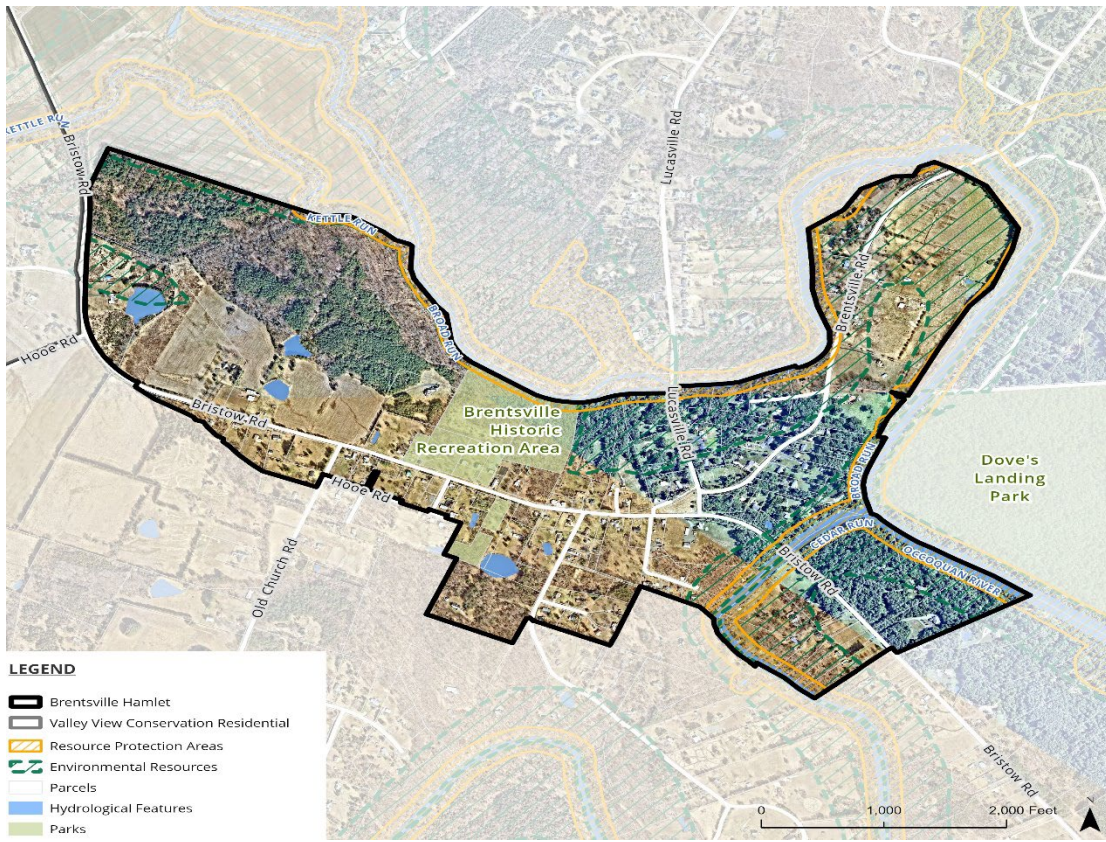 KETTLE RUN
Bristow Rd
Lucasville Rd
KETTLE RUN
Brentsville Rd
BROAD RUN
Hooe Rd
Bristow Rd
Brentsville
Historic
Recreation Area
Lucasville Rd
BROAD RUN
Dove's
Landing
Park
Hooe Rd
Old Church Rd
CEDAR RUN
OCCOQUAN RIVER
Bristow Rd
Bristow Rd
LEGEND
Brentsville Hamlet
Valley View Conservation Residential
Resource Protection Areas
Environmental Resources
Parcels
Hydrological Features
Parks
0 1,000 2,000 Feet
N